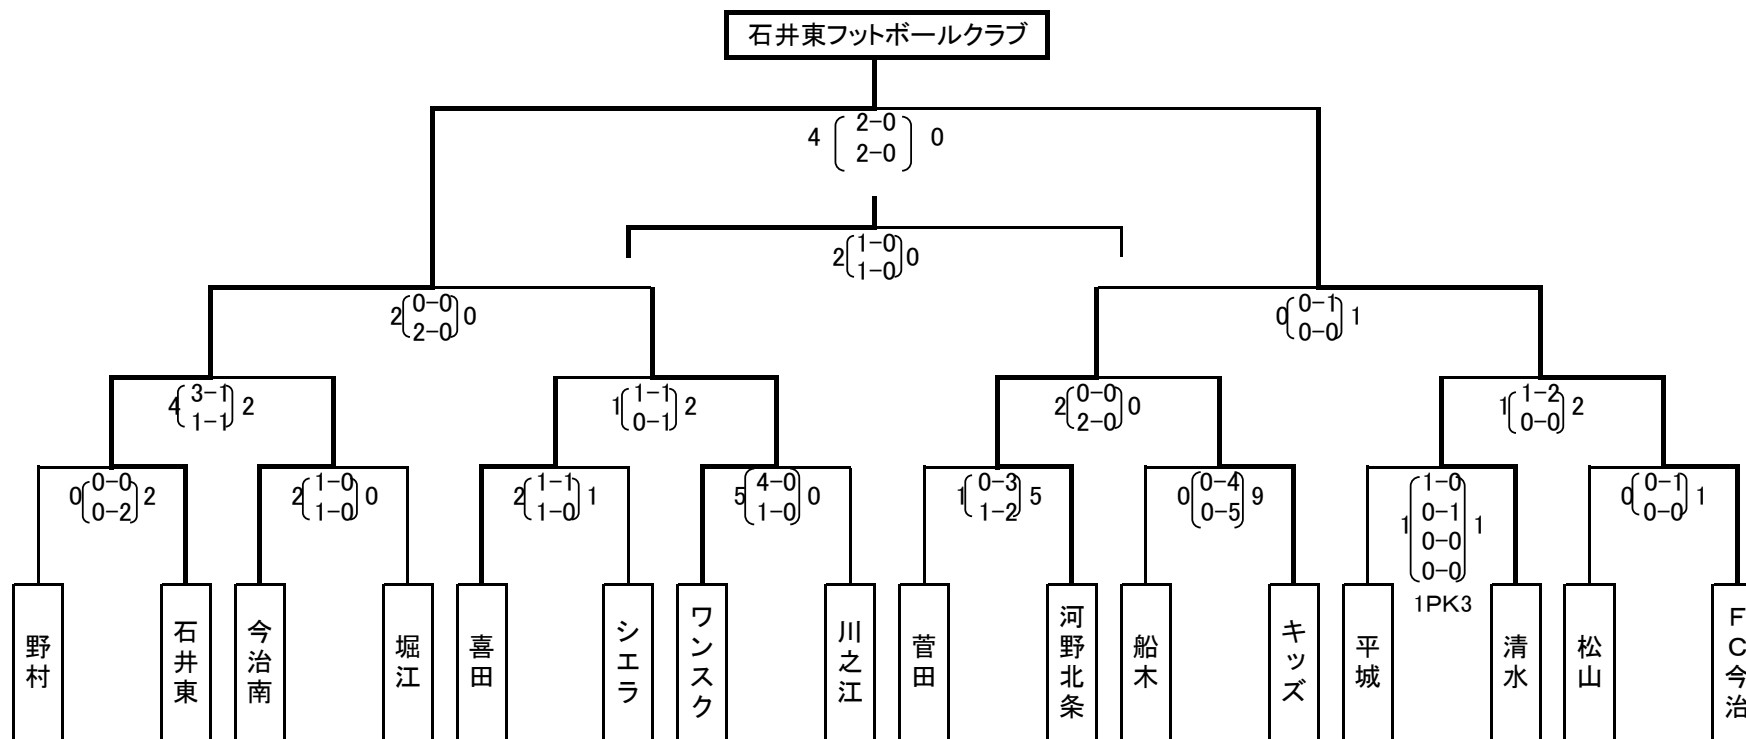 石井東フットボールクラブ
4 2-0 0
2-0
2 1-0 0
1-0
2 0-0 0
2-0
0 0-1 1
0-0
4 3-1 2
1-1
1 1-1 2
0-1
2 0-0 0
2-0
1 1-2 2
0-0
0 0-0 2
0-2
2 1-0 0
1-0
2 1-1 1
1-0
5 4-0 0
1-0
1 0-3 5
1-2
0 0-4 9
0-5
1 1-0 1
0-1
0-0
0-0
1PK3
0 0-1 1
0-0
野村
石井東
今治南
堀江
喜田
シエラ
ワンスク
川之江
菅田
河野北条
船木
キッズ
平城
清水
松山
FC今治